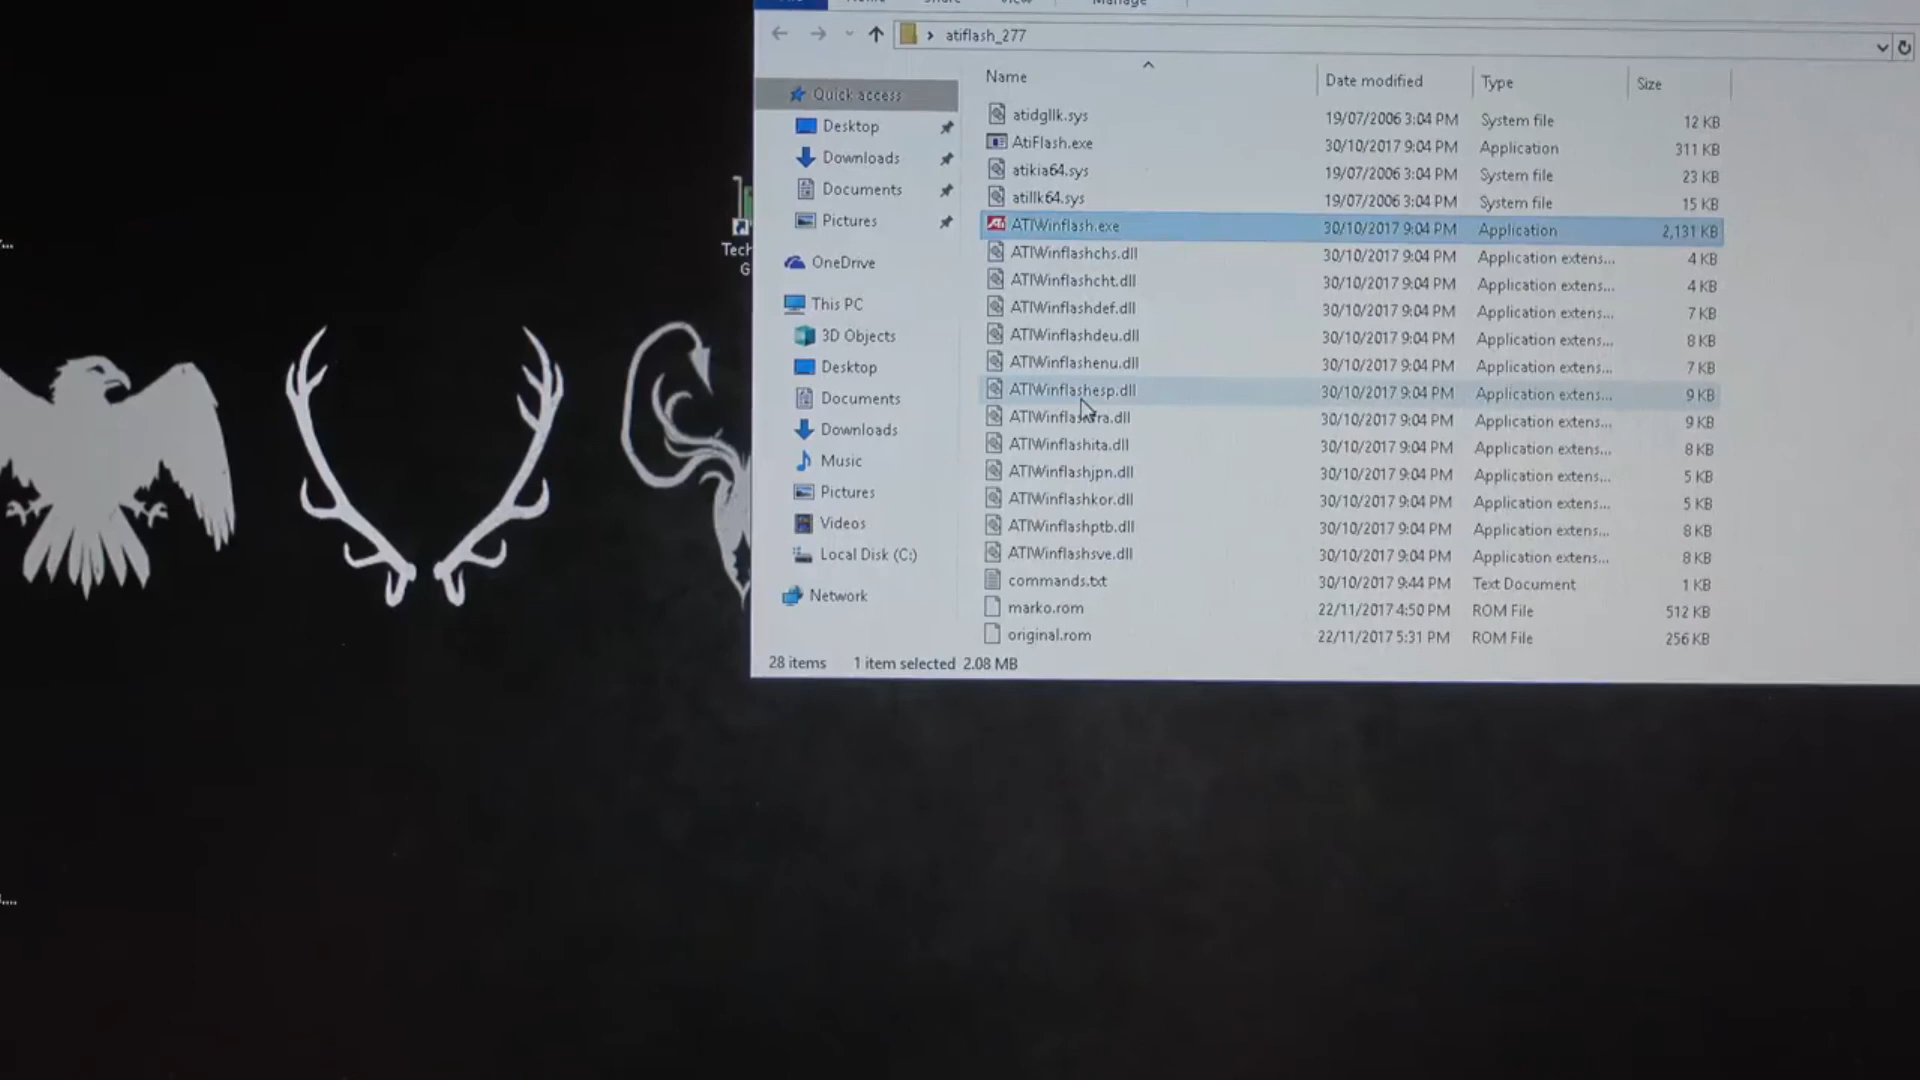 File Home Share View Manage
atiflash_277
Name Date modified Type Size
Quick access
Desktop
Downloads
Documents
Pictures
OneDrive
This PC
3D Objects
Desktop
Documents
Downloads
Music
Pictures
Videos
Local Disk (C:)
Network
atidgllk.sys 19/07/2006 3:04 PM System file 12 KB
AtiFlash.exe 30/10/2017 9:04 PM Application 311 KB
atikia64.sys 19/07/2006 3:04 PM System file 23 KB
atillk64.sys 19/07/2006 3:04 PM System file 15 KB
ATIWinflash.exe 30/10/2017 9:04 PM Application 2,131 KB
ATIWinflashchs.dll 30/10/2017 9:04 PM Application extens... 4 KB
ATIWinflashcht.dll 30/10/2017 9:04 PM Application extens... 4 KB
ATIWinflashdef.dll 30/10/2017 9:04 PM Application extens... 7 KB
ATIWinflashdeu.dll 30/10/2017 9:04 PM Application extens... 8 KB
ATIWinflashenu.dll 30/10/2017 9:04 PM Application extens... 7 KB
ATIWinflashesp.dll 30/10/2017 9:04 PM Application extens... 9 KB
ATIWinflashfra.dll 30/10/2017 9:04 PM Application extens... 9 KB
ATIWinflashita.dll 30/10/2017 9:04 PM Application extens... 8 KB
ATIWinflashjpn.dll 30/10/2017 9:04 PM Application extens... 5 KB
ATIWinflashkor.dll 30/10/2017 9:04 PM Application extens... 5 KB
ATIWinflashptb.dll 30/10/2017 9:04 PM Application extens... 8 KB
ATIWinflashsve.dll 30/10/2017 9:04 PM Application extens... 8 KB
commands.txt 30/10/2017 9:44 PM Text Document 1 KB
marko.rom 22/11/2017 4:50 PM ROM File 512 KB
original.rom 22/11/2017 5:31 PM ROM File 256 KB
28 items 1 item selected 2.08 MB
Tech
G